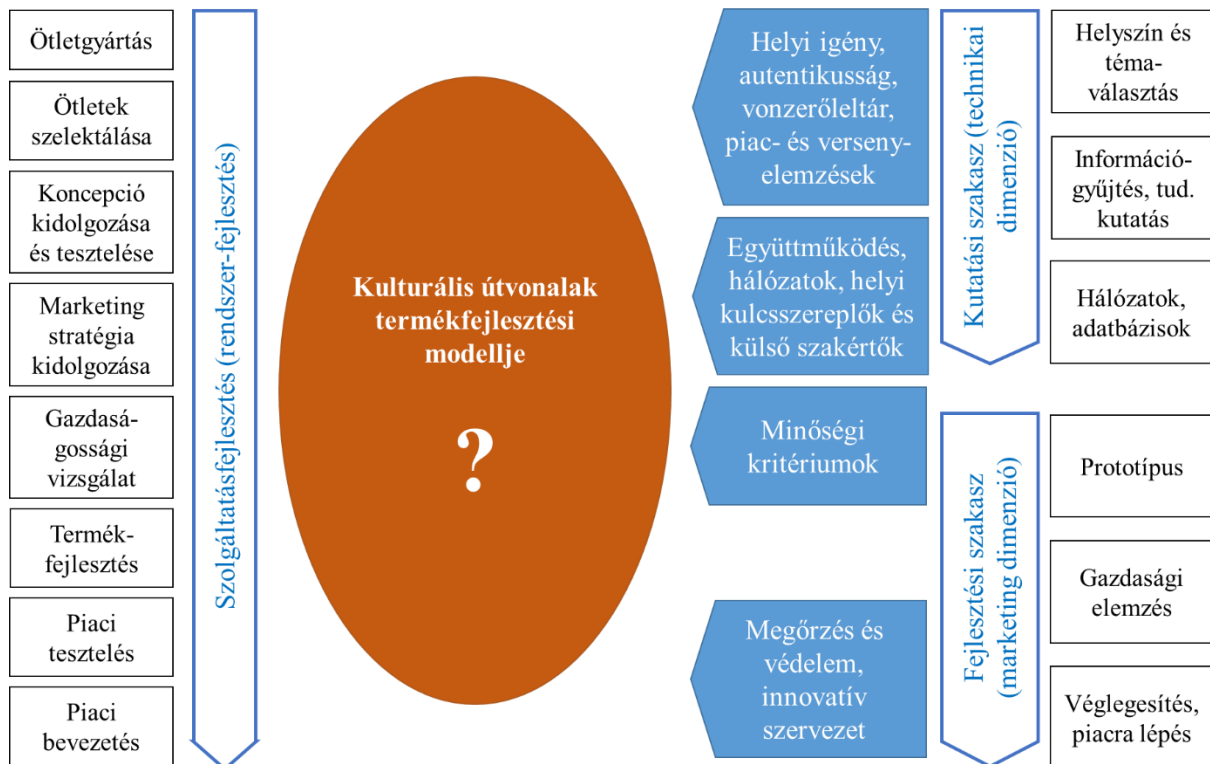 Ötletgyártás
Ötletek
szelektálása
Koncepció
kidolgozása
és tesztelése
Marketing
stratégia
kidolgozása
Gazdasá-
gossági
vizsgálat
Termék-
fejlesztés
Piaci
tesztelés
Piaci
bevezetés
Szolgáltatásfejlesztés (rendszer-fejlesztés)
Kulturális útvonalak
termékfejlesztési
modellje
?
Helyi igény,
autentikusság,
vonzerőleltár,
piac- és verseny-
elemzések
Együttműködés,
hálózatok, helyi
kulcsszereplők és
külső szakértők
Minőségi
kritériumok
Megőrzés és
védelem,
innovatív
szervezet
Kutatási szakasz (technikai
dimenzió)
Fejlesztési szakasz
(marketing dimenzió)
Helyszín és
téma-
választás
Információ-
gyűjtés, tud.
kutatás
Hálózatok,
adatbázisok
Prototípus
Gazdasági
elemzés
Véglegesítés,
piacra lépés